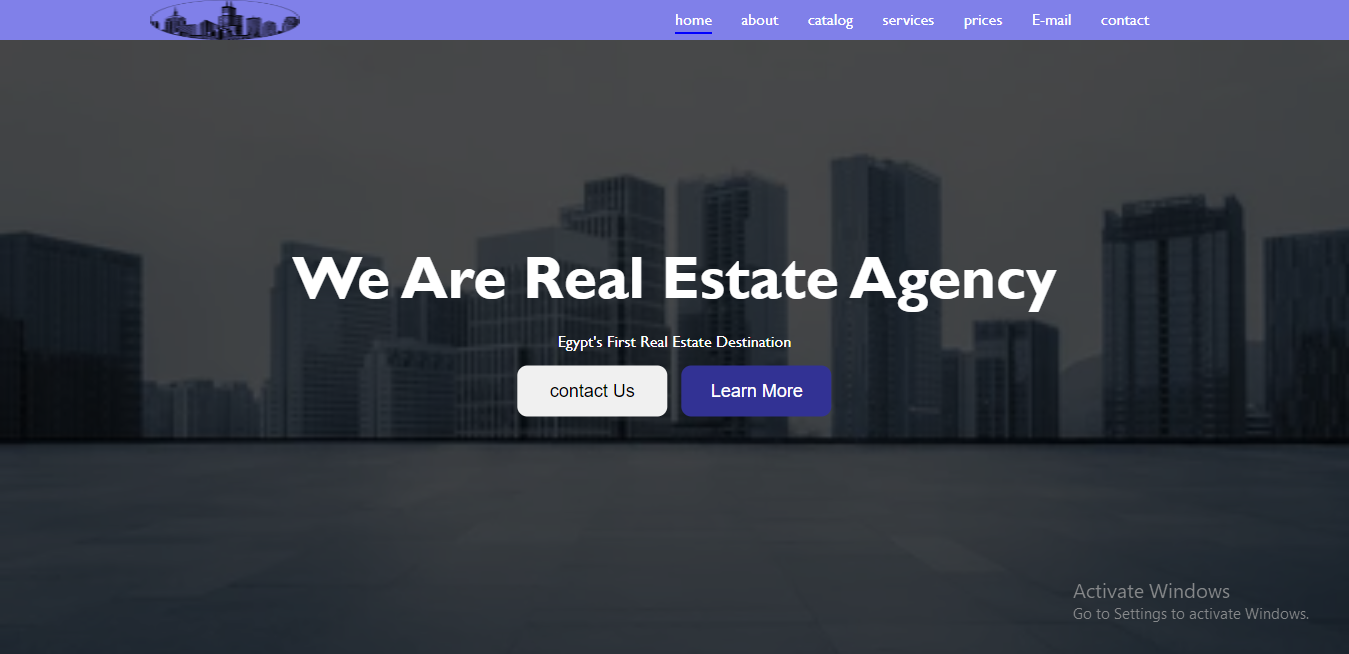 home about catalog services prices E-mail contact
We Are Real Estate Agency
Egypt's First Real Estate Destination
contact Us Learn More
Activate Windows
Go to Settings to activate Windows.